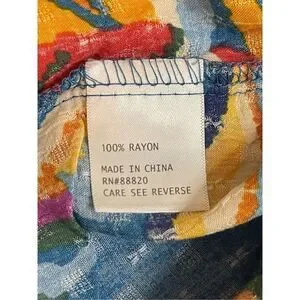 100% RAYON
MADE IN CHINA
RN#88820
CARE SEE REVERSE